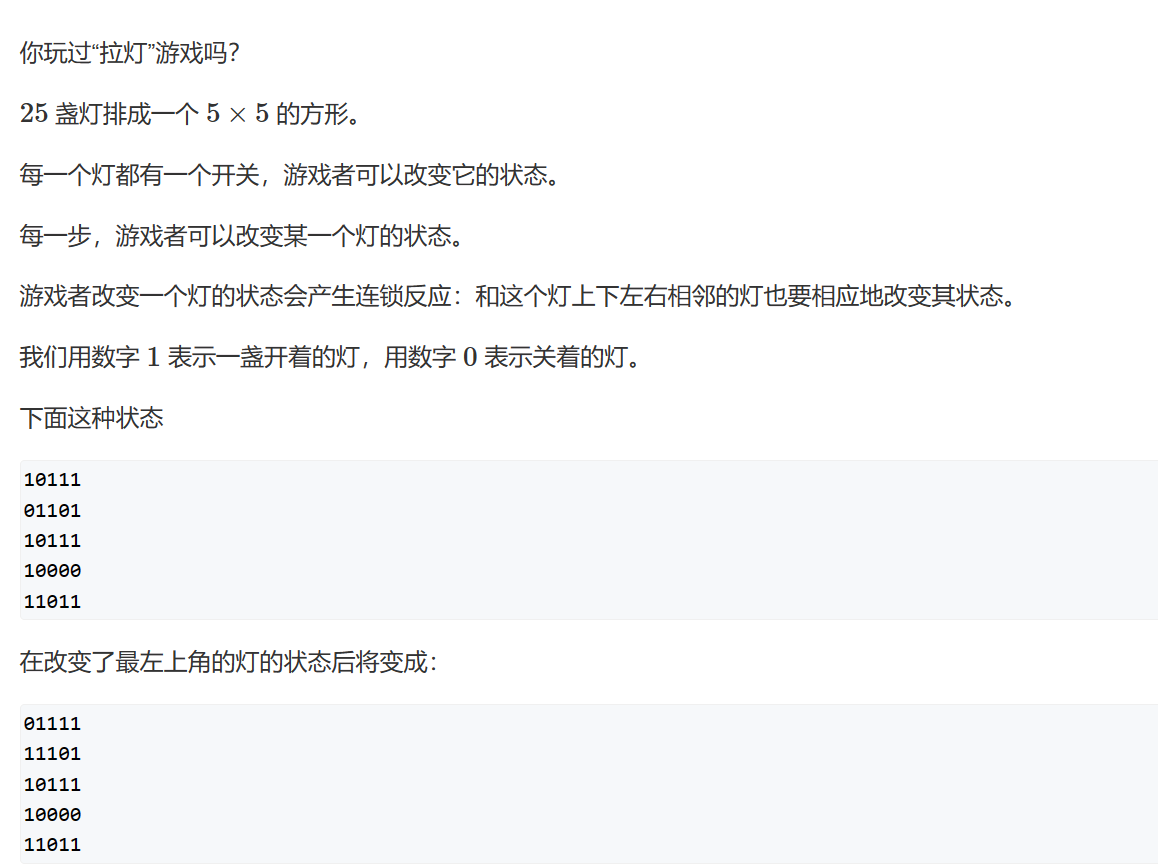 你玩过“拉灯”游戏吗？
25 盏灯排成一个 5 × 5 的方形。
每一个灯都有一个开关，游戏者可以改变它的状态。
每一步，游戏者可以改变某一个灯的状态。
游戏者改变一个灯的状态会产生连锁反应：和这个灯上下左右相邻的灯也要相应地改变其状态。
我们用数字 1 表示一盏开着的灯，用数字 0 表示关着的灯。
下面这种状态
10111
01101
10111
10000
11011
在改变了最左上角的灯的状态后将变成：
01111
11101
10111
10000
11011